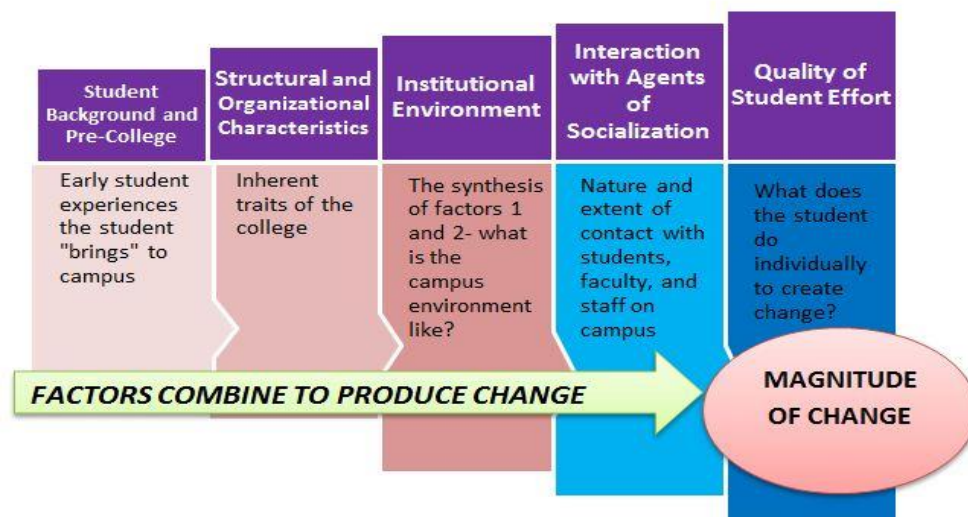 Student
Background and
Pre-College
Structural and
Organizational
Characteristics
Institutional
Environment
Interaction
with Agents
of
Socialization
Quality of
Student Effort
Early student
experiences
the student
"brings" to
campus
Inherent
traits of the
college
The synthesis
of factors 1
and 2- what
is the
campus
environment
like?
Nature and
extent of
contact with
students,
faculty, and
staff on
campus
What does
the student
do
individually
to create
change?
FACTORS COMBINE TO PRODUCE CHANGE
MAGNITUDE
OF CHANGE